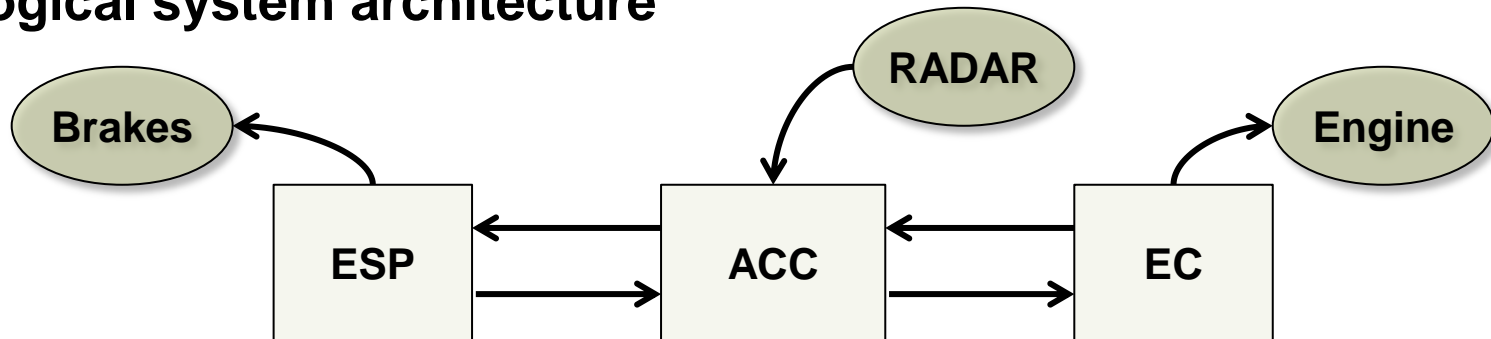 ogical system architecture
RADAR
Brakes
Engine
ESP
ACC
EC